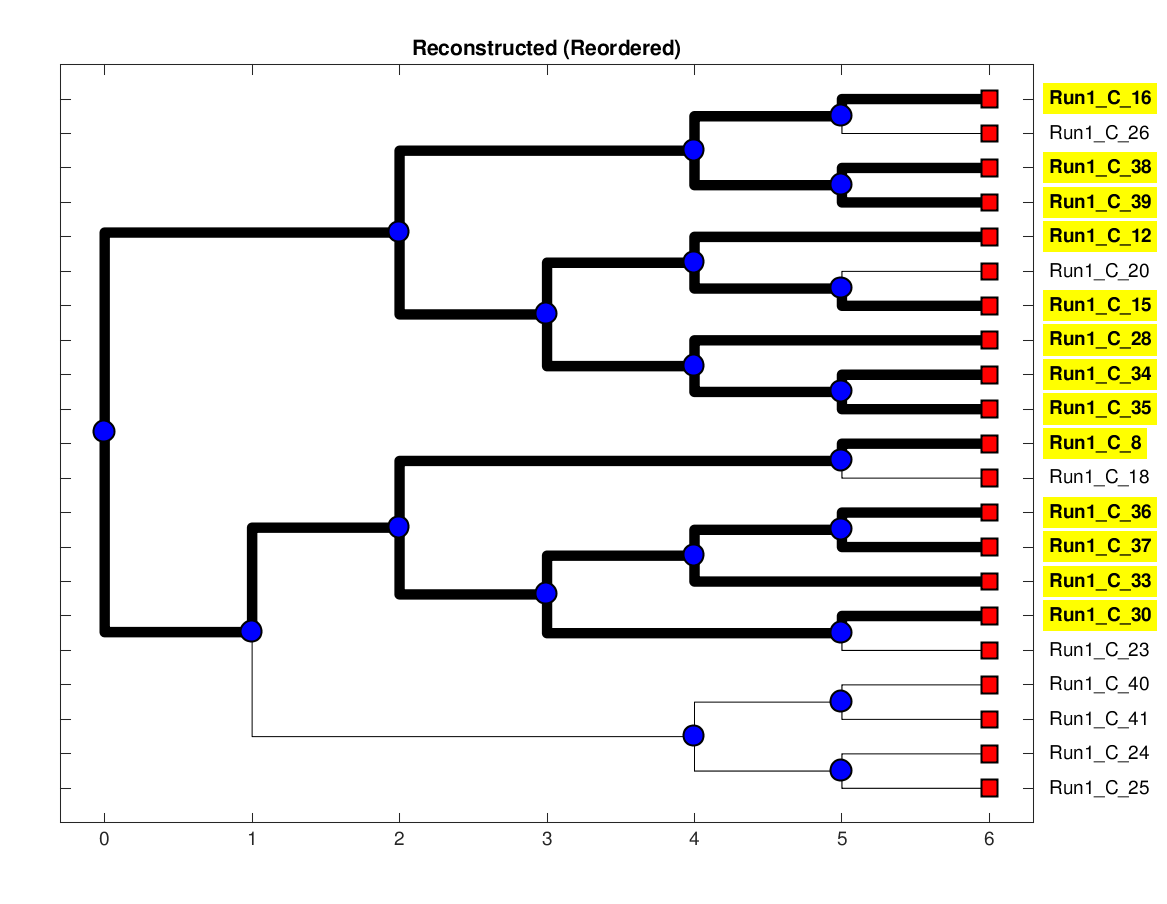 Reconstructed (Reordered)
Run1_C_16
Run1_C_26
Run1_C_38
Run1_C_39
Run1_C_12
Run1_C_20
Run1_C_15
Run1_C_28
Run1_C_34
Run1_C_35
Run1_C_8
Run1_C_18
Run1_C_36
Run1_C_37
Run1_C_33
Run1_C_30
Run1_C_23
Run1_C_40
Run1_C_41
Run1_C_24
Run1_C_25
0 1 2 3 4 5 6